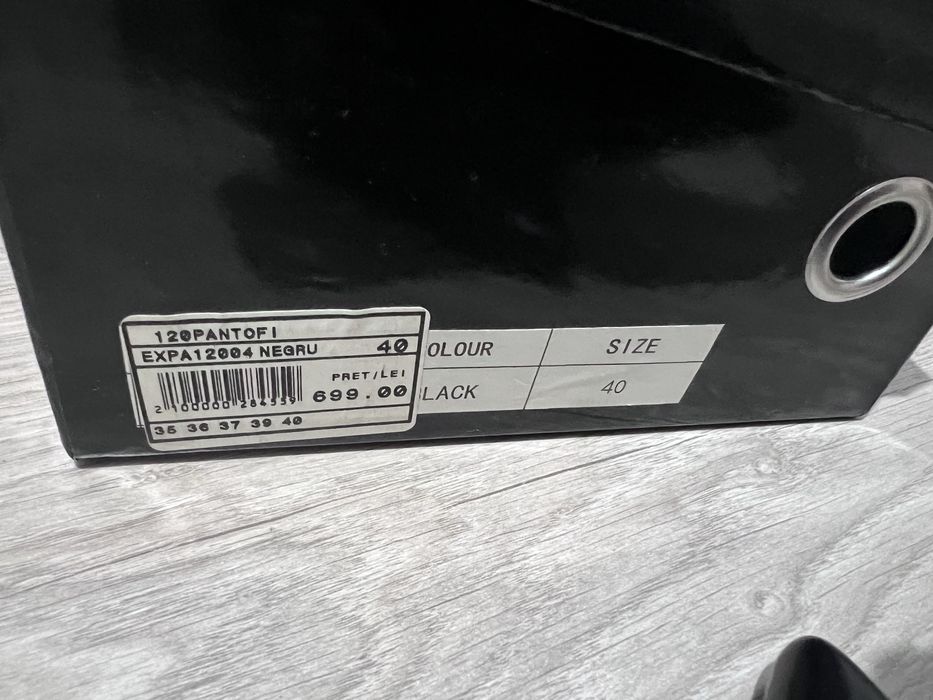 120PANTOFI
EXPA12004 NEGRU 40
PRET/LEI
699.00
2 100000 284559
35 36 37 39 40
OLOUR SIZE
LACK 40